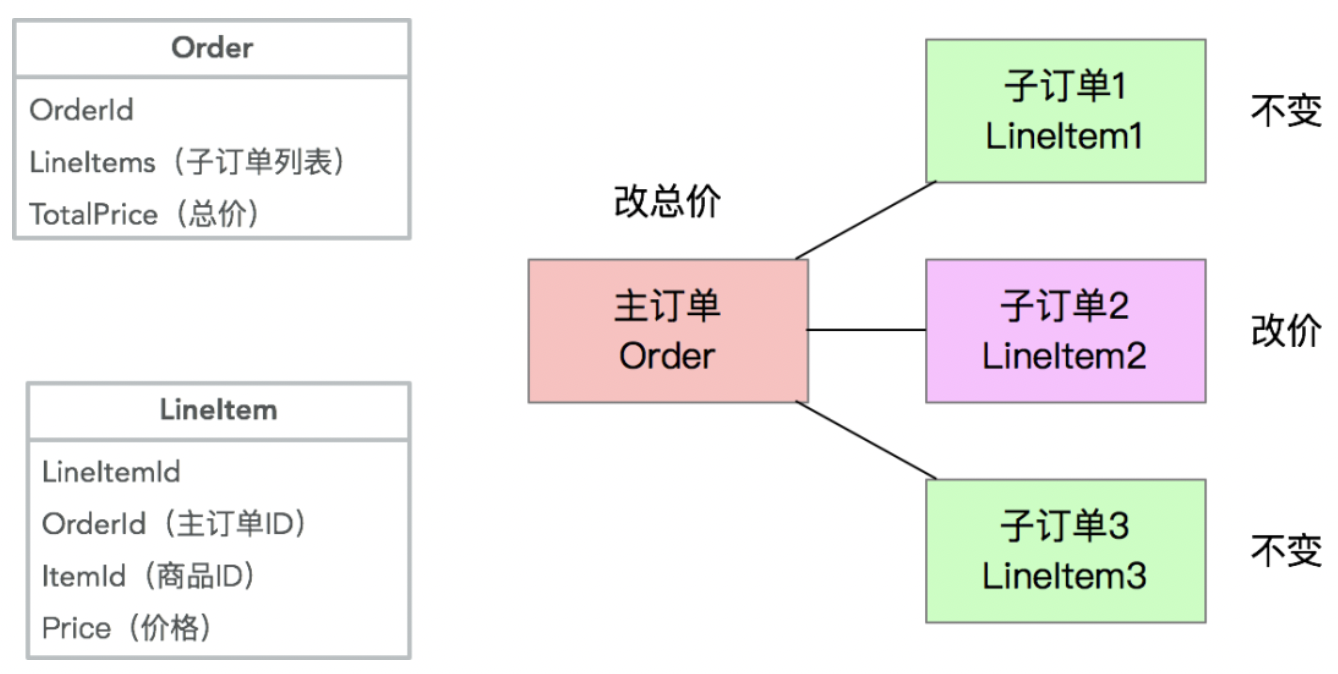 Order
OrderId
LineItems（子订单列表）
TotalPrice（总价）
LineItem
LineItemId
OrderId（主订单ID）
ItemId（商品ID）
Price（价格）
改总价
主订单
Order
子订单1
LineItem1
不变
子订单2
LineItem2
改价
子订单3
LineItem3
不变